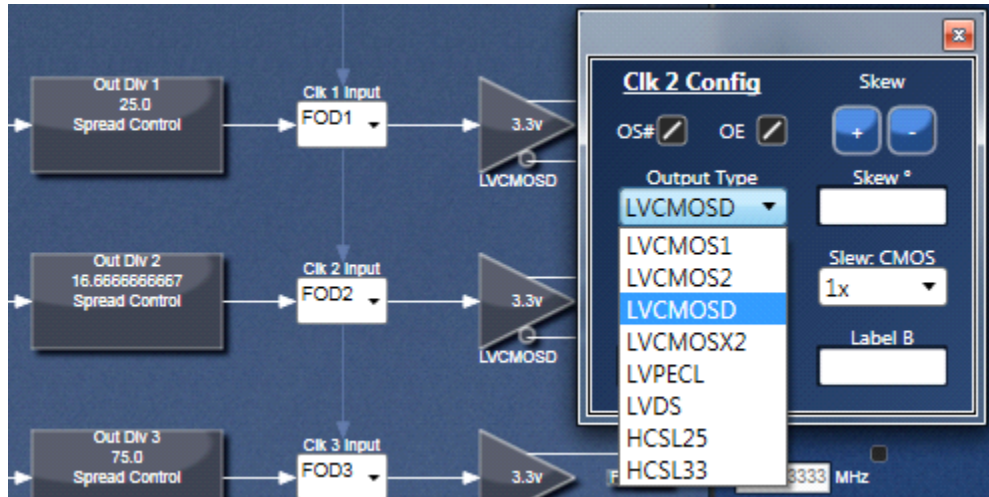 Out Div 1
25.0
Spread Control
Clk 1 Input
FOD1
3.3v
LVCMOSD
Out Div 2
16.6666666667
Spread Control
Clk 2 Input
FOD2
3.3v
LVCMOSD
Out Div 3
75.0
Spread Control
Clk 3 Input
FOD3
3.3v
x
Clk 2 Config
Skew
OS#
OE
+
-
Output Type
Skew °
LVCMOSD
LVCMOS1
LVCMOS2
LVCMOSD
LVCMOSX2
LVPECL
LVDS
HCSL25
HCSL33
Slew: CMOS
1x
Label B
3333 MHz